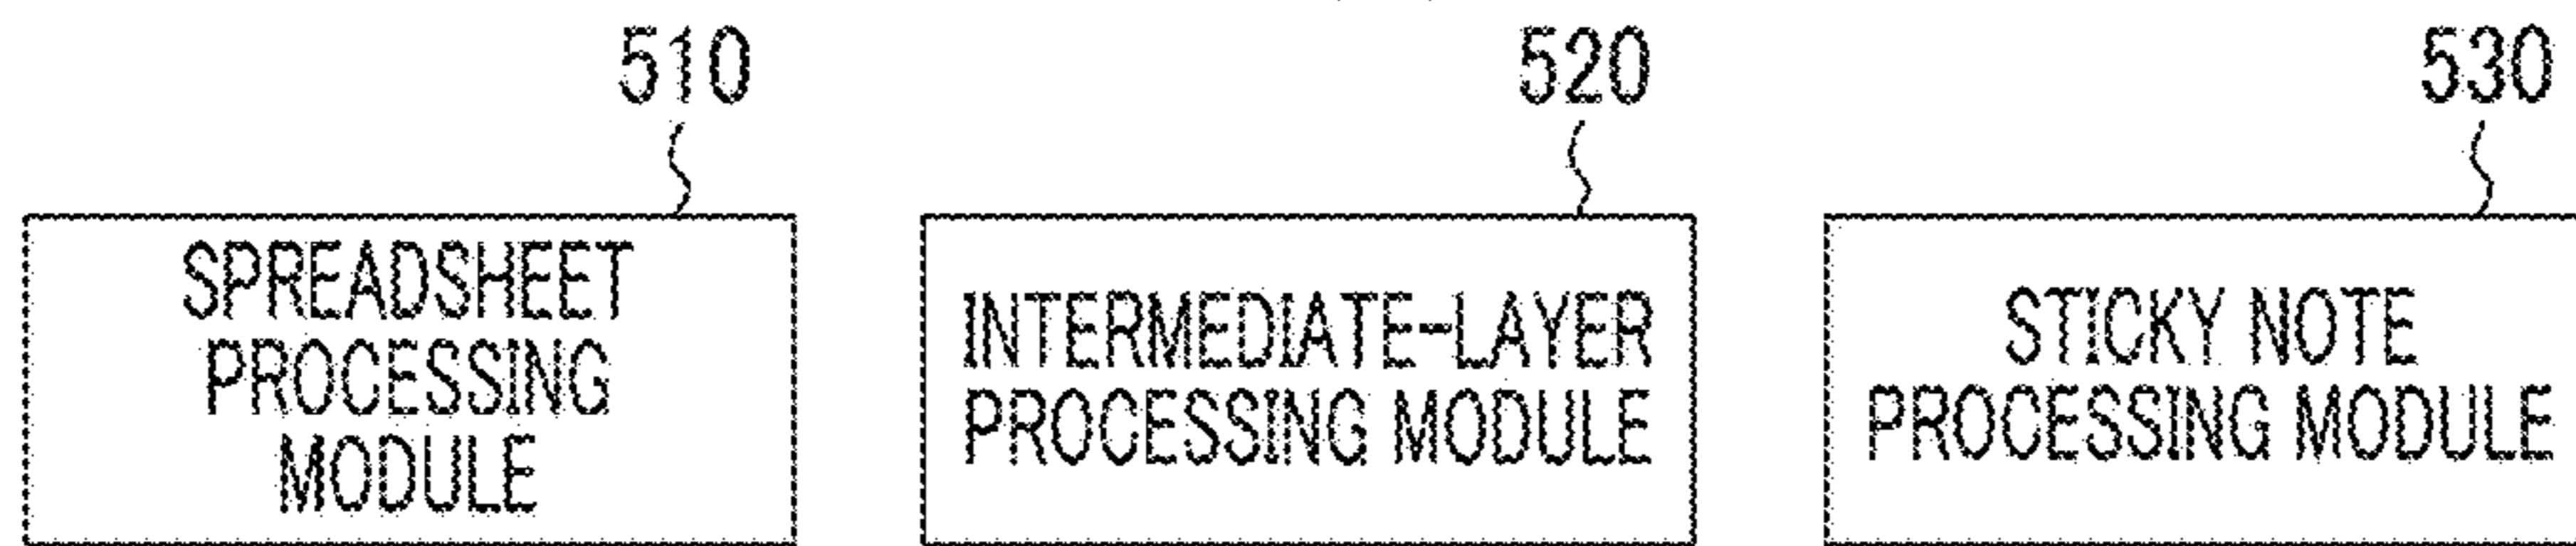 510
520
530
SPREADSHEET
PROCESSING
MODULE
INTERMEDIATE-LAYER
PROCESSING MODULE
STICKY NOTE
PROCESSING MODULE